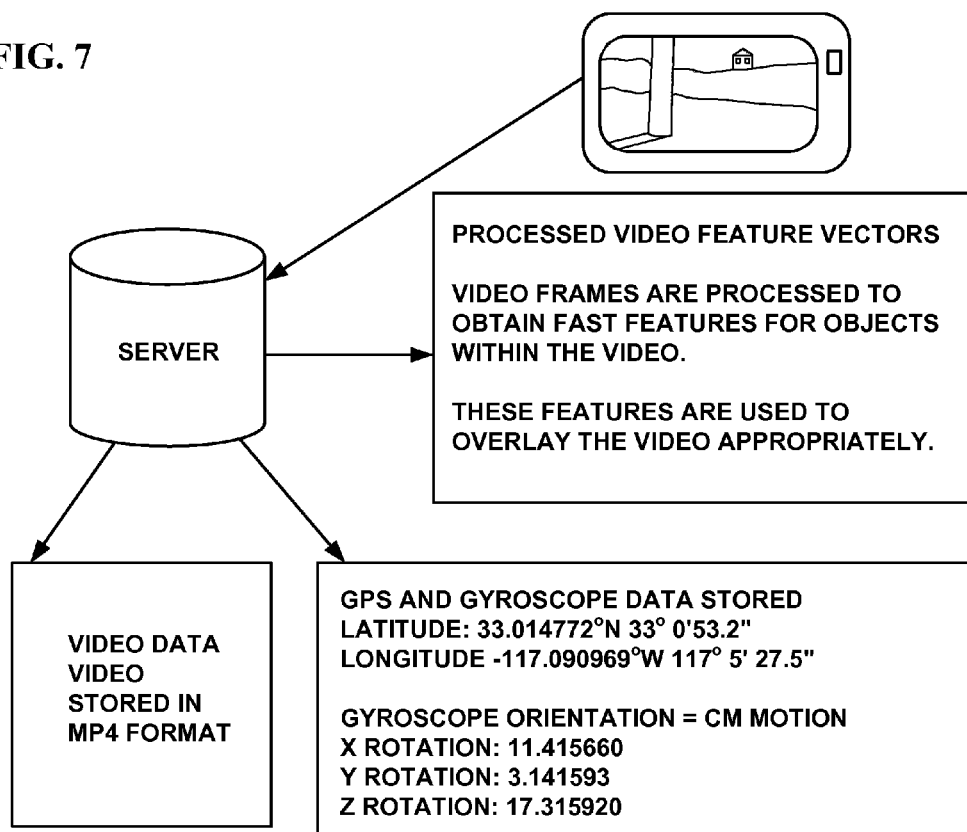 FIG. 7
PROCESSED VIDEO FEATURE VECTORS
VIDEO FRAMES ARE PROCESSED TO
OBTAIN FAST FEATURES FOR OBJECTS
WITHIN THE VIDEO.
THESE FEATURES ARE USED TO
OVERLAY THE VIDEO APPROPRIATELY.
SERVER
VIDEO DATA
VIDEO
STORED IN
MP4 FORMAT
GPS AND GYROSCOPE DATA STORED
LATITUDE: 33.014772°N 33° 0'53.2"
LONGITUDE -117.090969°W 117° 5' 27.5"
GYROSCOPE ORIENTATION = CM MOTION
X ROTATION: 11.415660
Y ROTATION: 3.141593
Z ROTATION: 17.315920